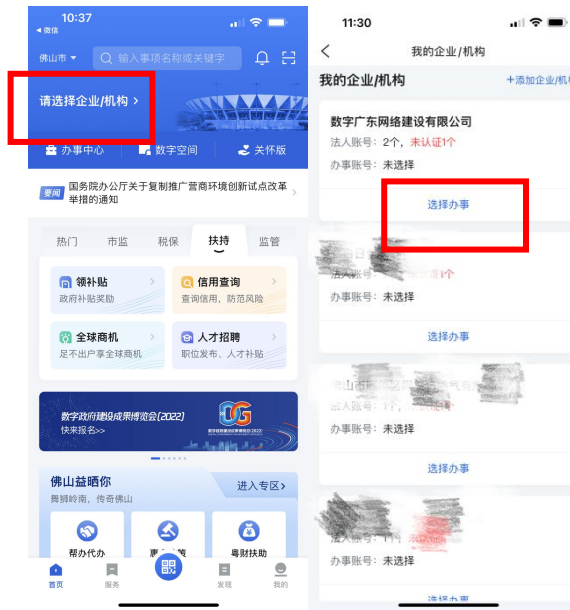 10:37
◂ 微信
佛山市 ▾
输入事项名称或关键字
请选择企业/机构 ›
办事中心
数字空间
关怀版
要闻
国务院办公厅关于复制推广营商环境创新试点改革
举措的通知
热门
市监
税保
扶持
监管
领补贴
政府补贴奖励
信用查询
查询信用，防范风险
全球商机
足不出户享全球商机
人才招聘
职位发布、人才补贴
数字政府建设成果博览会(2022)
快来报名>>
佛山益晒你
舞狮岭南，传奇佛山
进入专区›
帮办代办
粤财扶助
首页
服务
发现
我的
11:30
我的企业/机构
我的企业/机构
+添加企业/机
数字广东网络建设有限公司
法人账号：2个，未认证1个
办事账号：未选择
选择办事
办事账号：未选择
选择办事
办事账号：未选择
选择办事
办事账号：未选择
选择办事